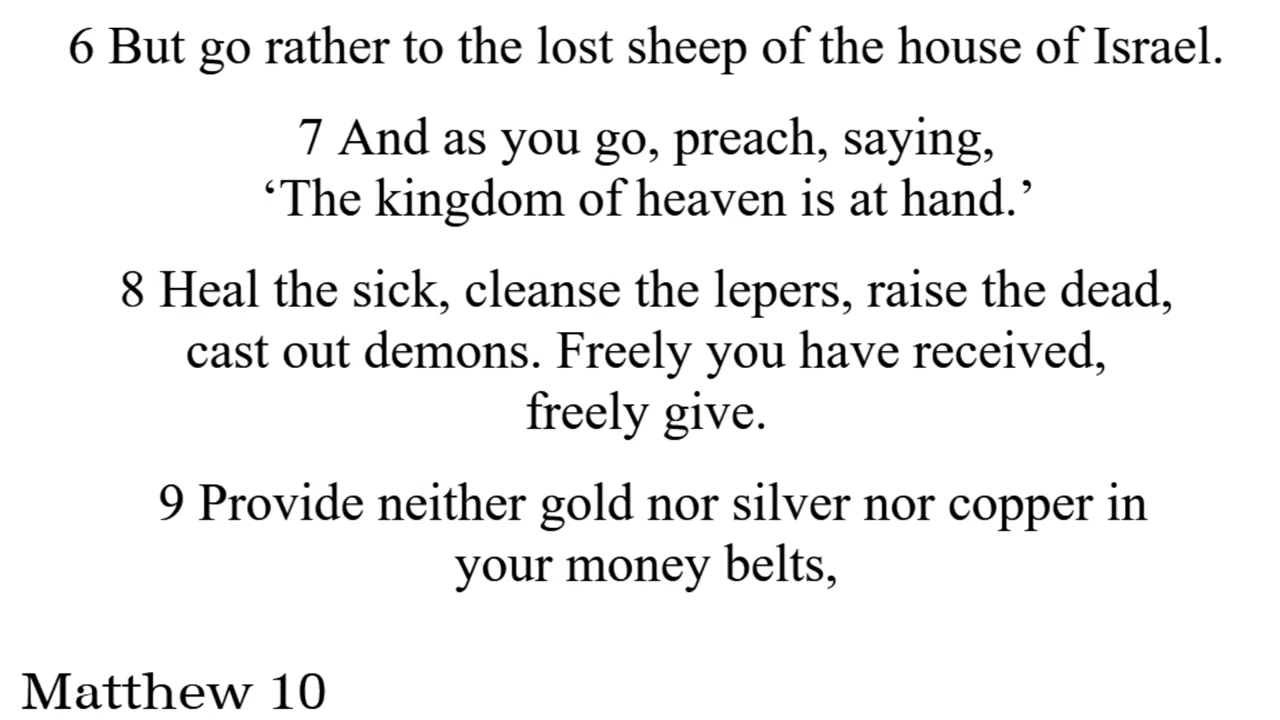 6 But go rather to the lost sheep of the house of Israel.
7 And as you go, preach, saying,
‘The kingdom of heaven is at hand.’
8 Heal the sick, cleanse the lepers, raise the dead,
cast out demons. Freely you have received,
freely give.
9 Provide neither gold nor silver nor copper in
your money belts,
Matthew 10